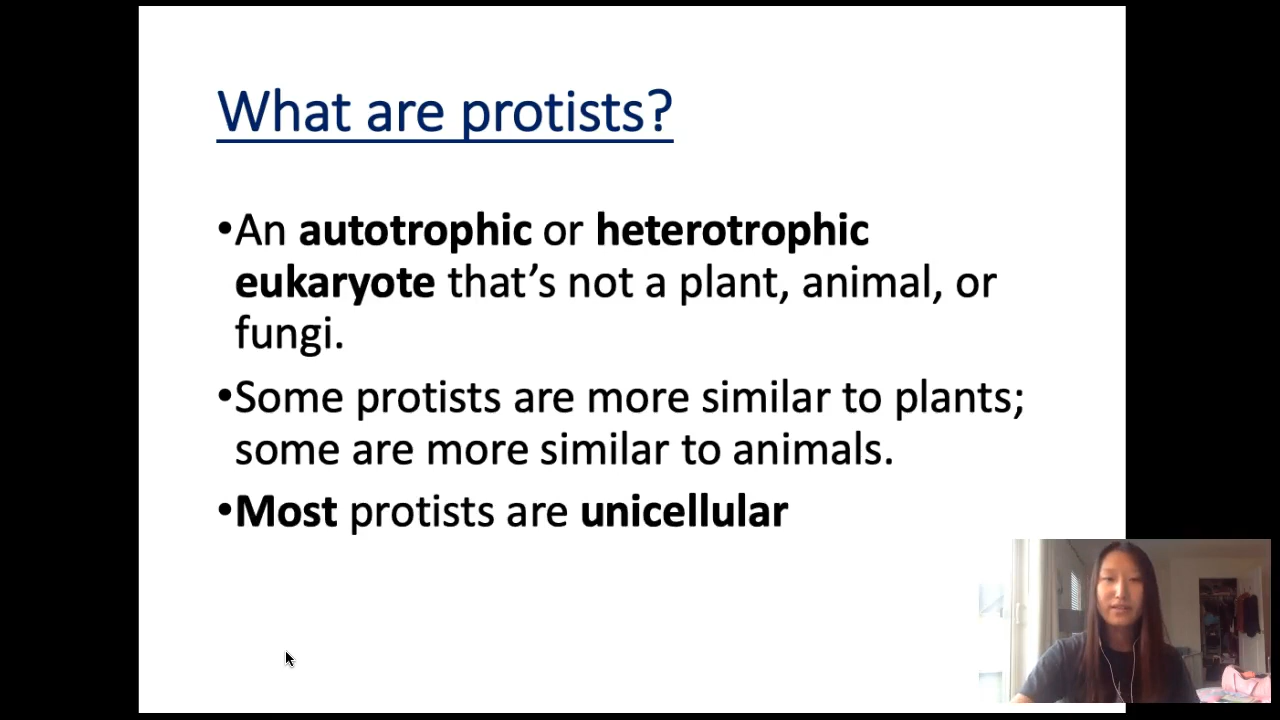 What are protists?
•An autotrophic or heterotrophic
eukaryote that’s not a plant, animal, or
fungi.
•Some protists are more similar to plants;
some are more similar to animals.
•Most protists are unicellular